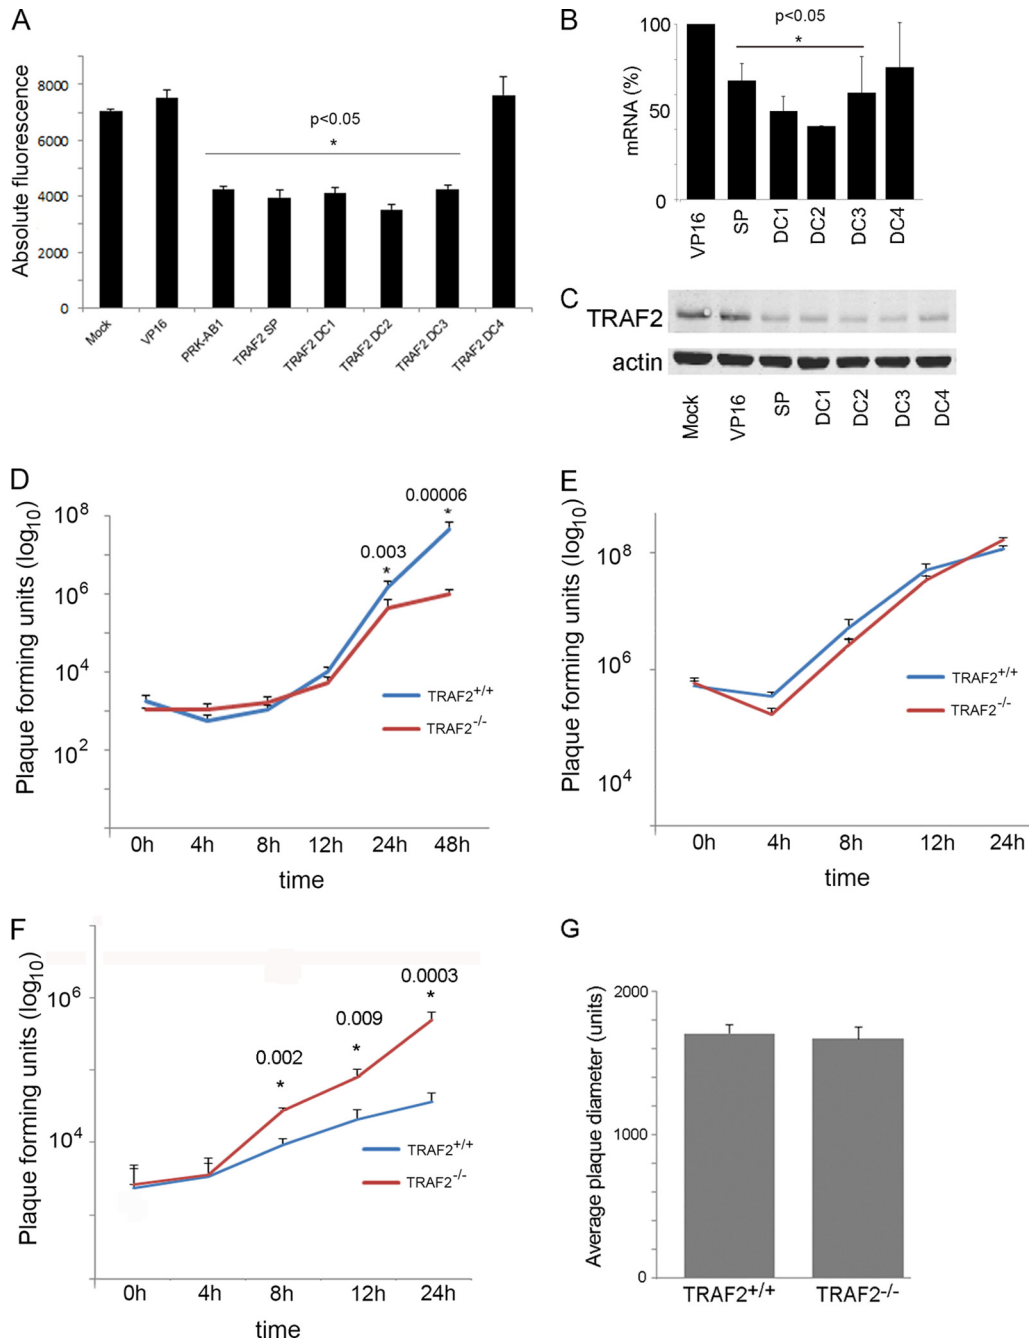 A
Absolute fluorescence
8000
6000
4000
2000
0
p<0.05
*
Mock
VP16
PRK-AB1
TRAF2 SP
TRAF2 DC1
TRAF2 DC2
TRAF2 DC3
TRAF2 DC4
B
mRNA (%)
100
50
0
p<0.05
*
VP16
SP
DC1
DC2
DC3
DC4
C
TRAF2
actin
Mock
VP16
SP
DC1
DC2
DC3
DC4
D
Plaque forming units (log10)
10^8
10^6
10^4
10^2
0.00006
*
0.003
*
TRAF2+/+
TRAF2-/-
0h 4h 8h 12h 24h 48h
time
E
Plaque forming units (log10)
10^8
10^6
10^4
TRAF2+/+
TRAF2-/-
0h 4h 8h 12h 24h
time
F
Plaque forming units (log10)
10^6
10^4
0.0003
*
0.009
*
0.002
*
TRAF2+/+
TRAF2-/-
0h 4h 8h 12h 24h
time
G
Average plaque diameter (units)
2000
1000
0
TRAF2+/+ TRAF2-/-